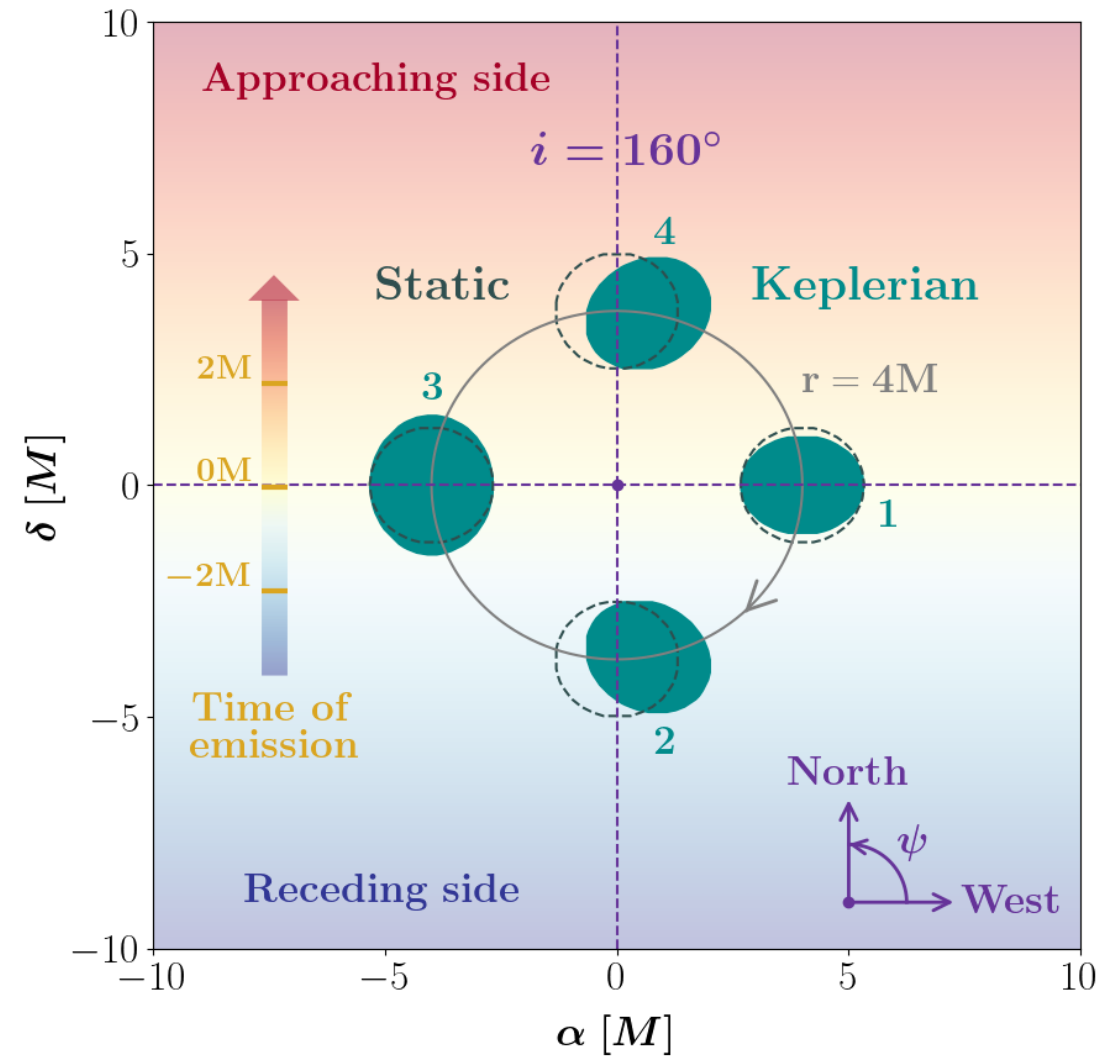 10
Approaching side
i = 160°
4
5
Static
Keplerian
2M
3
r = 4M
0M
δ [M]
0
1
−2M
Time of
emission
−5
2
North
ψ
Receding side
West
−10
−10
−5
0
5
10
α [M]